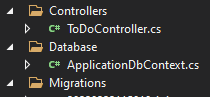 Controllers
C# ToDoController.cs
Database
C# ApplicationDbContext.cs
Migrations